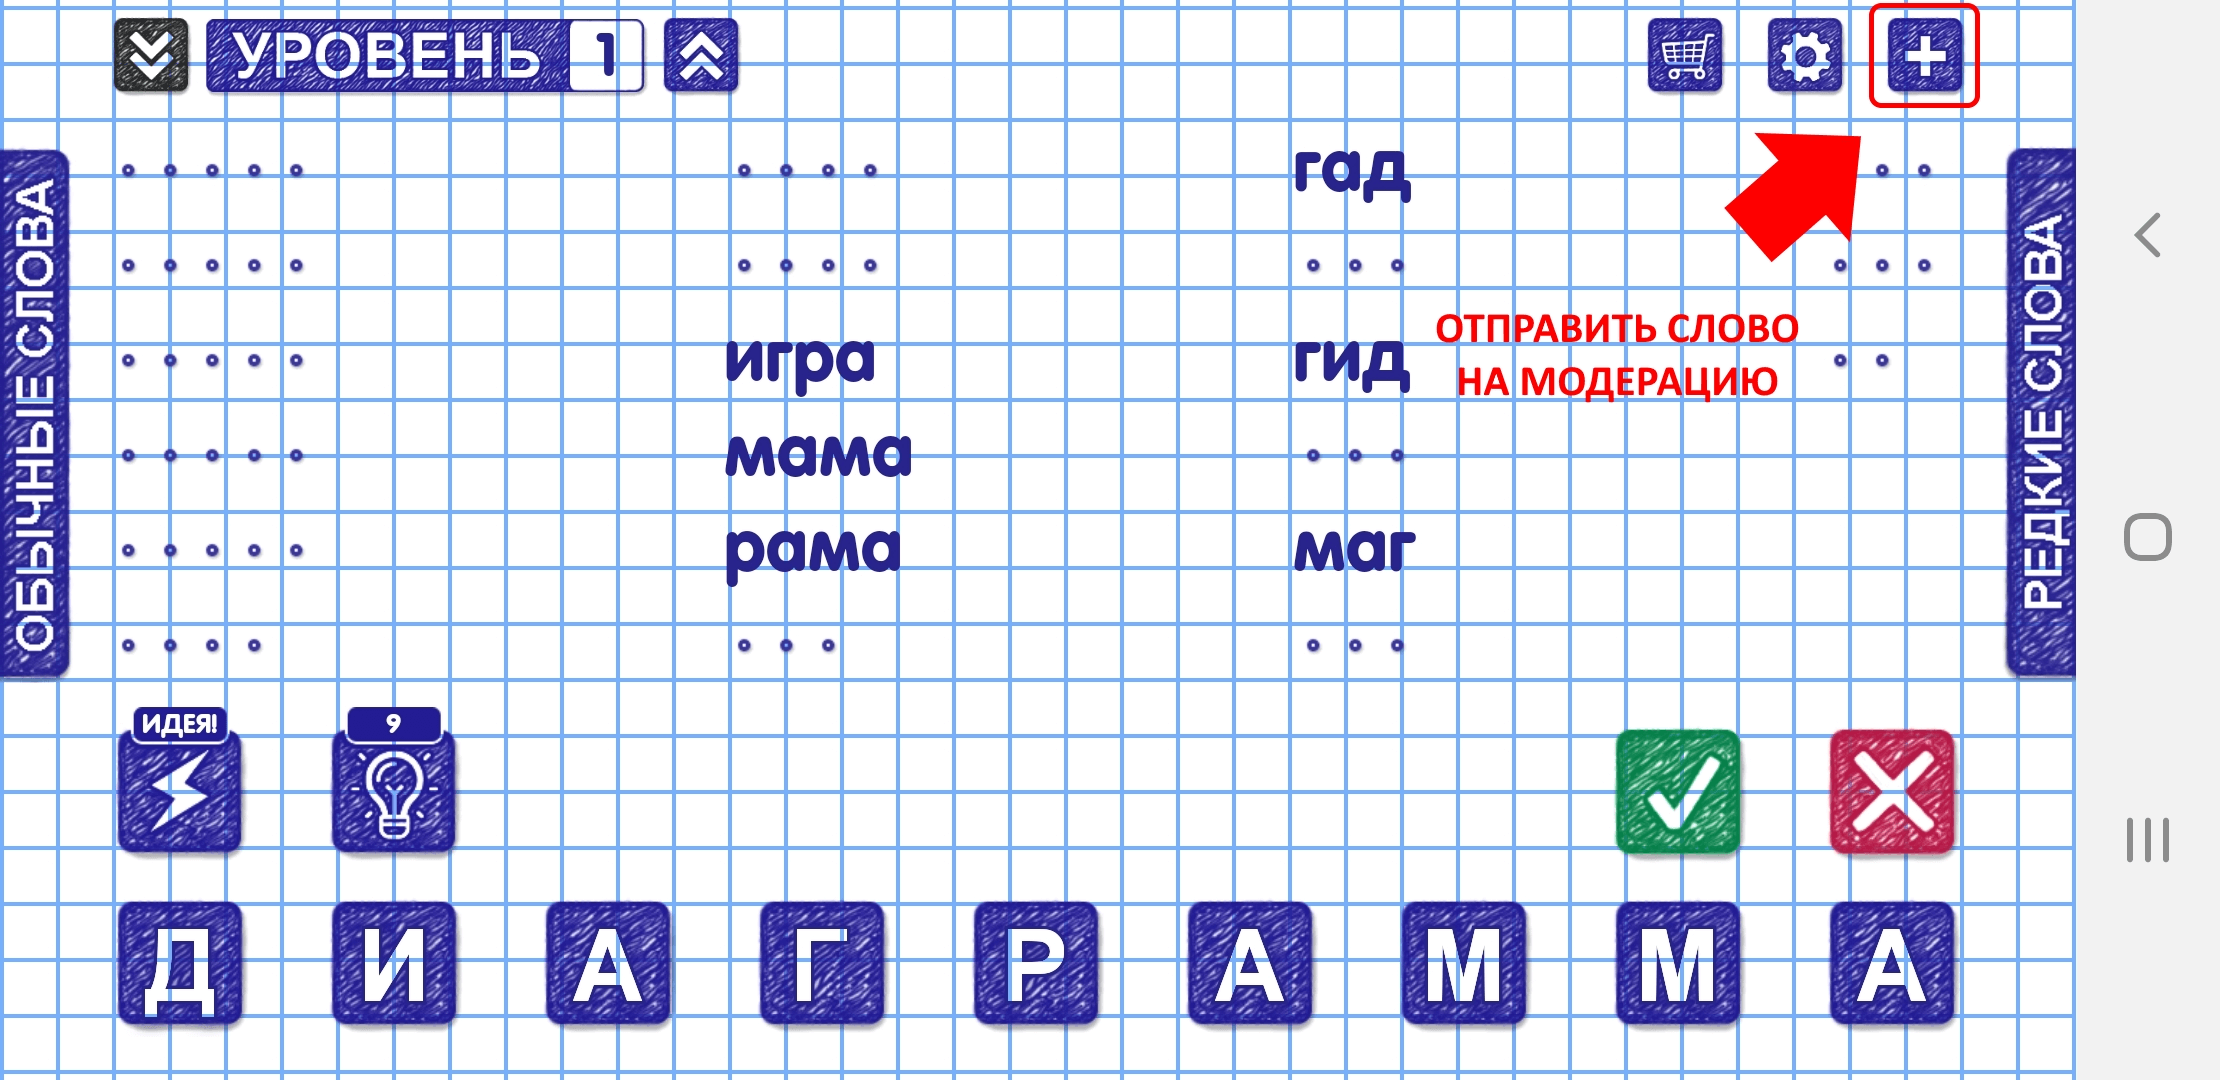 УРОВЕНЬ 1
ОБЫЧНЫЕ СЛОВА
гад
игра
гид
мама
рама
маг
ОТПРАВИТЬ СЛОВО
НА МОДЕРАЦИЮ
РЕДКИЕ СЛОВА
ИДЕЯ!
9
Д И А Г Р А М М А